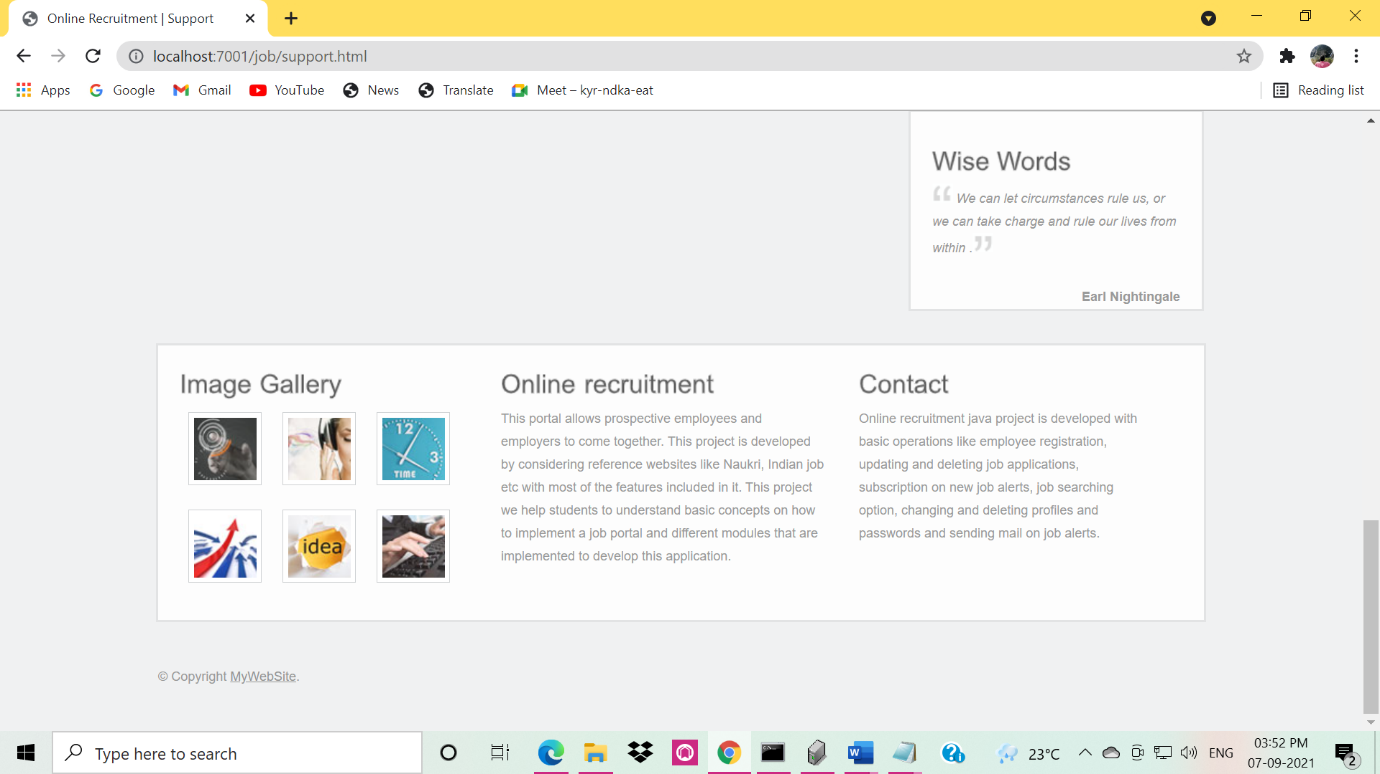 Online Recruitment | Support
localhost:7001/job/support.html
Apps Google Gmail YouTube News Translate Meet – kyr-ndka-eat Reading list
Wise Words
“ We can let circumstances rule us, or
we can take charge and rule our lives from
within .”
Earl Nightingale
Image Gallery
12
3
TIME
idea
Online recruitment
This portal allows prospective employees and
employers to come together. This project is developed
by considering reference websites like Naukri, Indian job
etc with most of the features included in it. This project
we help students to understand basic concepts on how
to implement a job portal and different modules that are
implemented to develop this application.
Contact
Online recruitment java project is developed with
basic operations like employee registration,
updating and deleting job applications,
subscription on new job alerts, job searching
option, changing and deleting profiles and
passwords and sending mail on job alerts.
© Copyright MyWebSite.
Type here to search
23°C
ENG
03:52 PM
07-09-2021
2